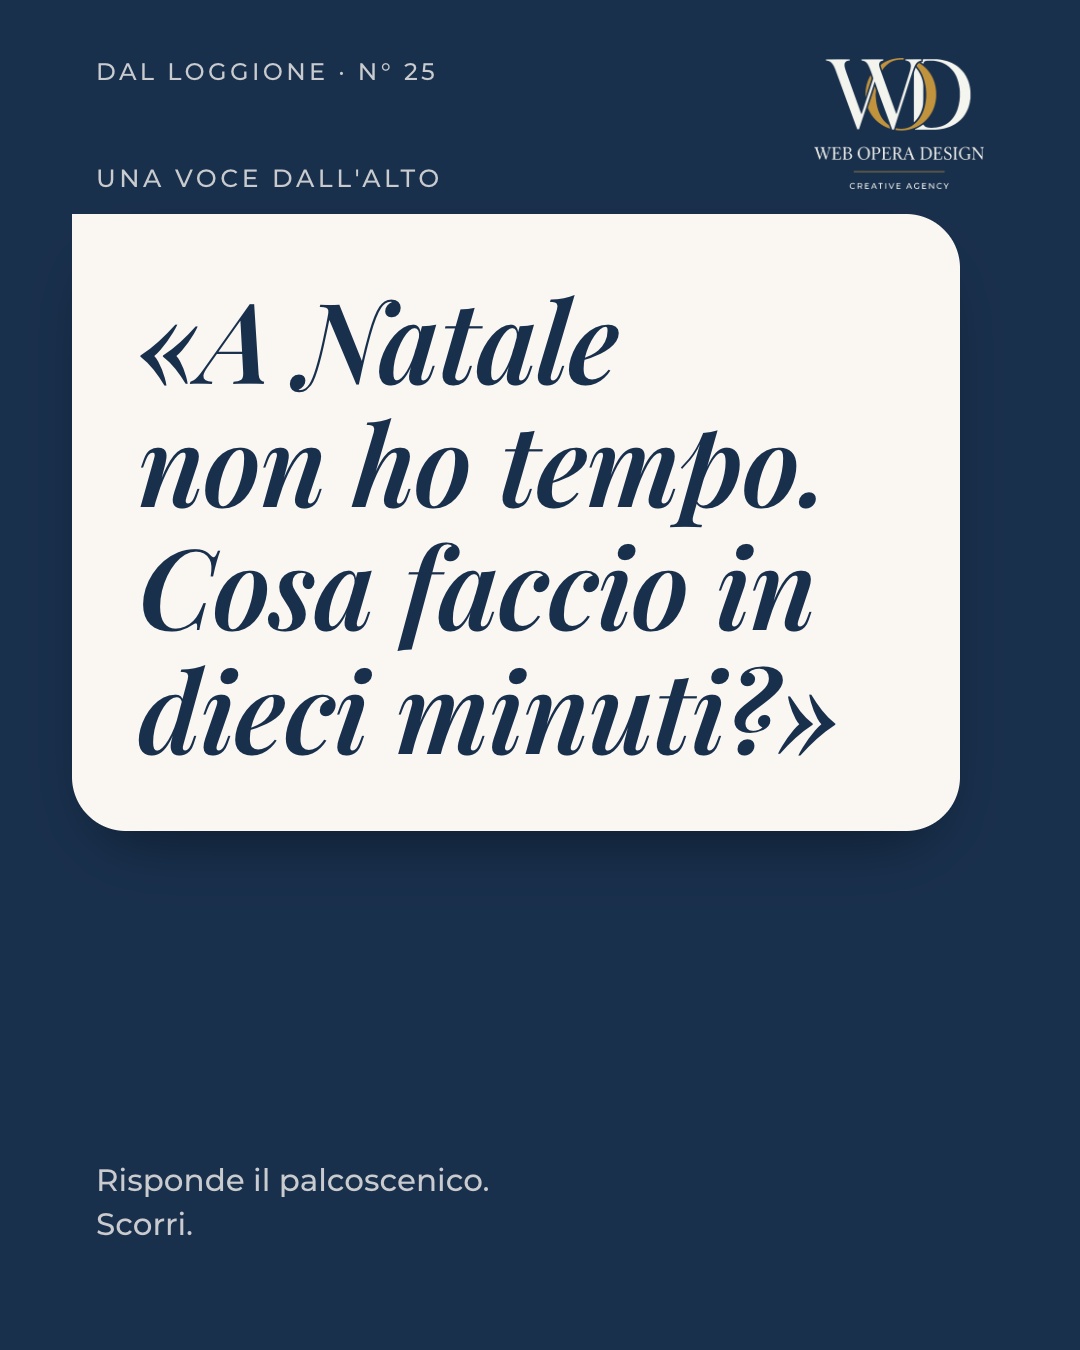 DAL LOGGIONE · N° 25
WOD
WEB OPERA DESIGN
CREATIVE AGENCY
UNA VOCE DALL'ALTO
«A Natale
non ho tempo.
Cosa faccio in
dieci minuti?»
Risponde il palcoscenico.
Scorri.